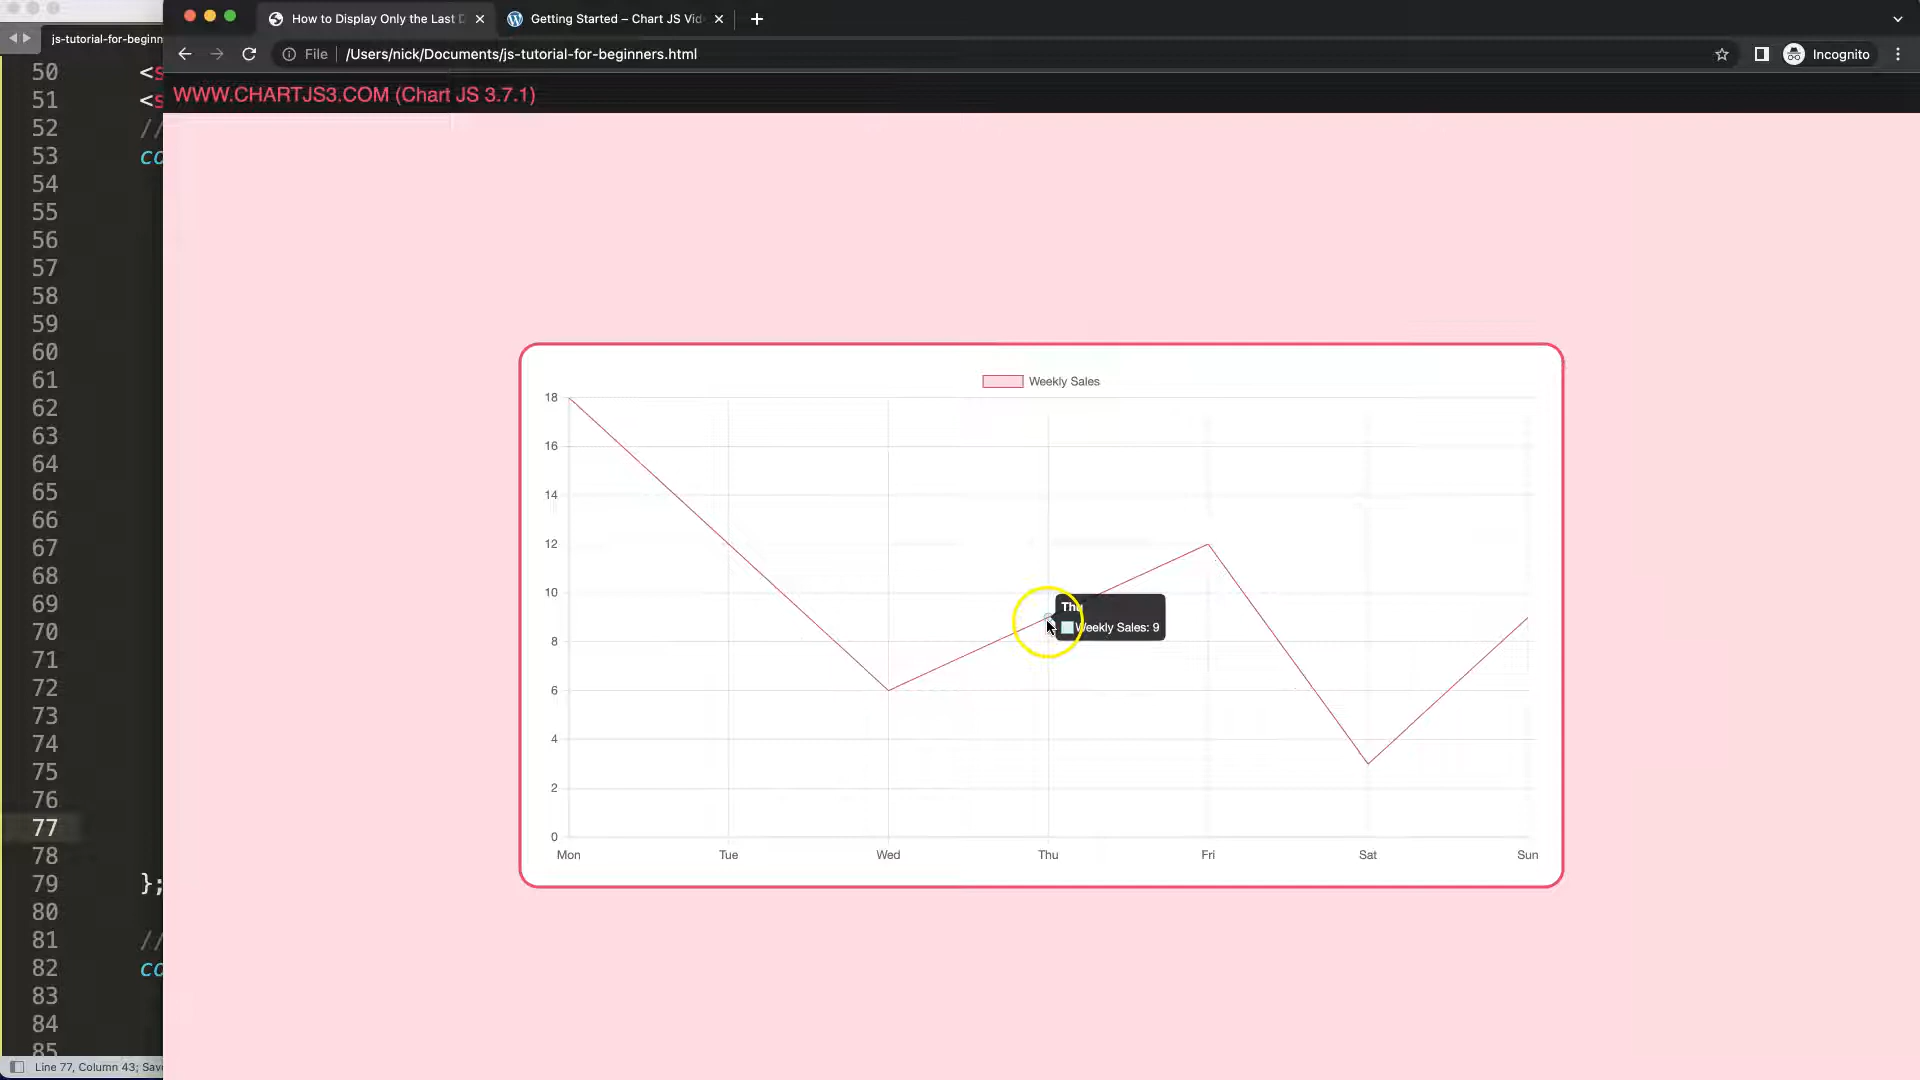 js-tutorial-for-beginn
How to Display Only the Last D
Getting Started – Chart JS Vid
File
/Users/nick/Documents/js-tutorial-for-beginners.html
Incognito
WWW.CHARTJS3.COM (Chart JS 3.7.1)
50 <s
51 <s
52 //
53 co
54
55
56
57
58
59
60
61
62
63
64
65
66
67
68
69
70
71
72
73
74
75
76
77
78
79 };
80
81 //
82 co
83
84
85
Line 77, Column 43; Sav
Weekly Sales
18
16
14
12
10
8
6
4
2
0
Thu
Weekly Sales: 9
Mon Tue Wed Thu Fri Sat Sun